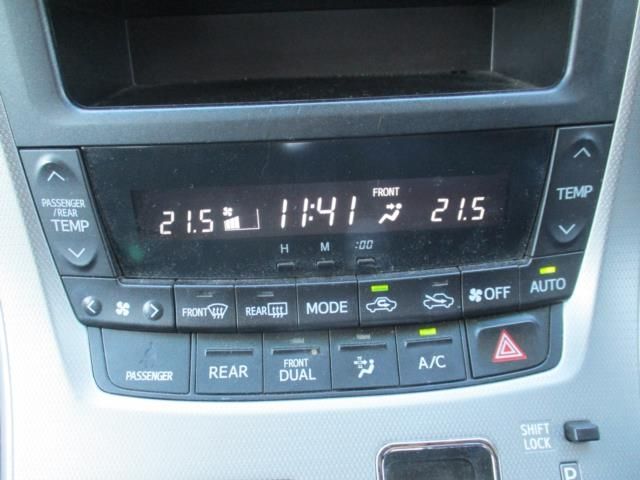 PASSENGER
/REAR
TEMP
21.5
11:41
FRONT
21.5
TEMP
H M :00
FRONT
REAR
MODE
OFF
AUTO
PASSENGER
REAR
FRONT
DUAL
A/C
SHIFT
LOCK
P